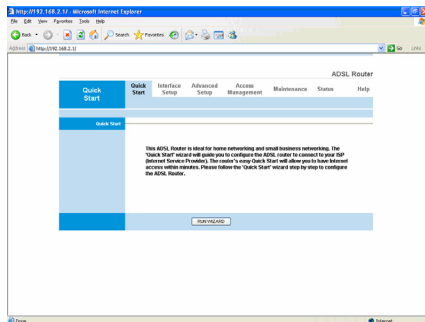 http://192.168.2.1/ - Microsoft Internet Explorer
File Edit View Favorites Tools Help
Back Search Favorites
Address http://192.168.2.1/ Go Links
ADSL Router
Quick Start
Quick Start Interface Setup Advanced Setup Access Management Maintenance Status Help
Quick Start
This ADSL Router is ideal for home networking and small business networking. The
'Quick Start' wizard will guide you to configure the ADSL router to connect to your ISP
(Internet Service Provider). The router's easy Quick Start will allow you to have Internet
access within minutes. Please follow the 'Quick Start' wizard step by step to configure
the ADSL Router.
RUN WIZARD
Done Internet